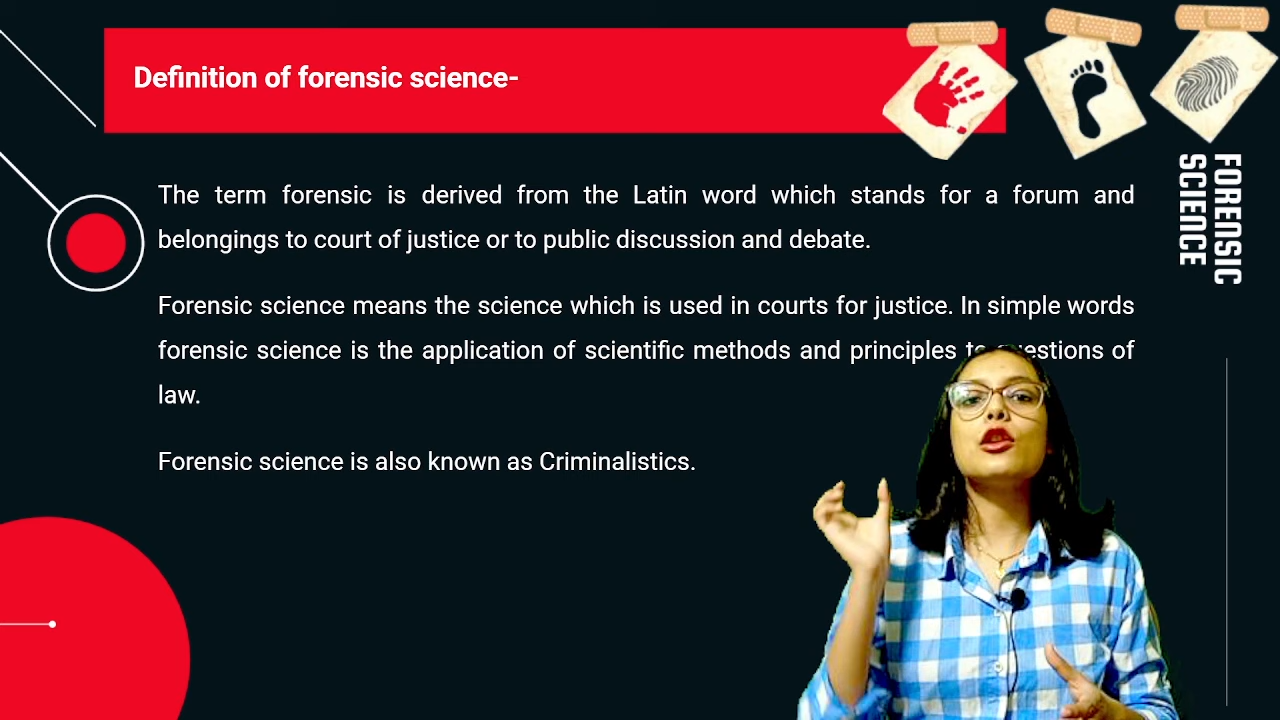 Definition of forensic science-
The term forensic is derived from the Latin word which stands for a forum and
belongings to court of justice or to public discussion and debate.
Forensic science means the science which is used in courts for justice. In simple words
forensic science is the application of scientific methods and principles of
law.
Forensic science is also known as Criminalistics.
FORENSIC
SCIENCE